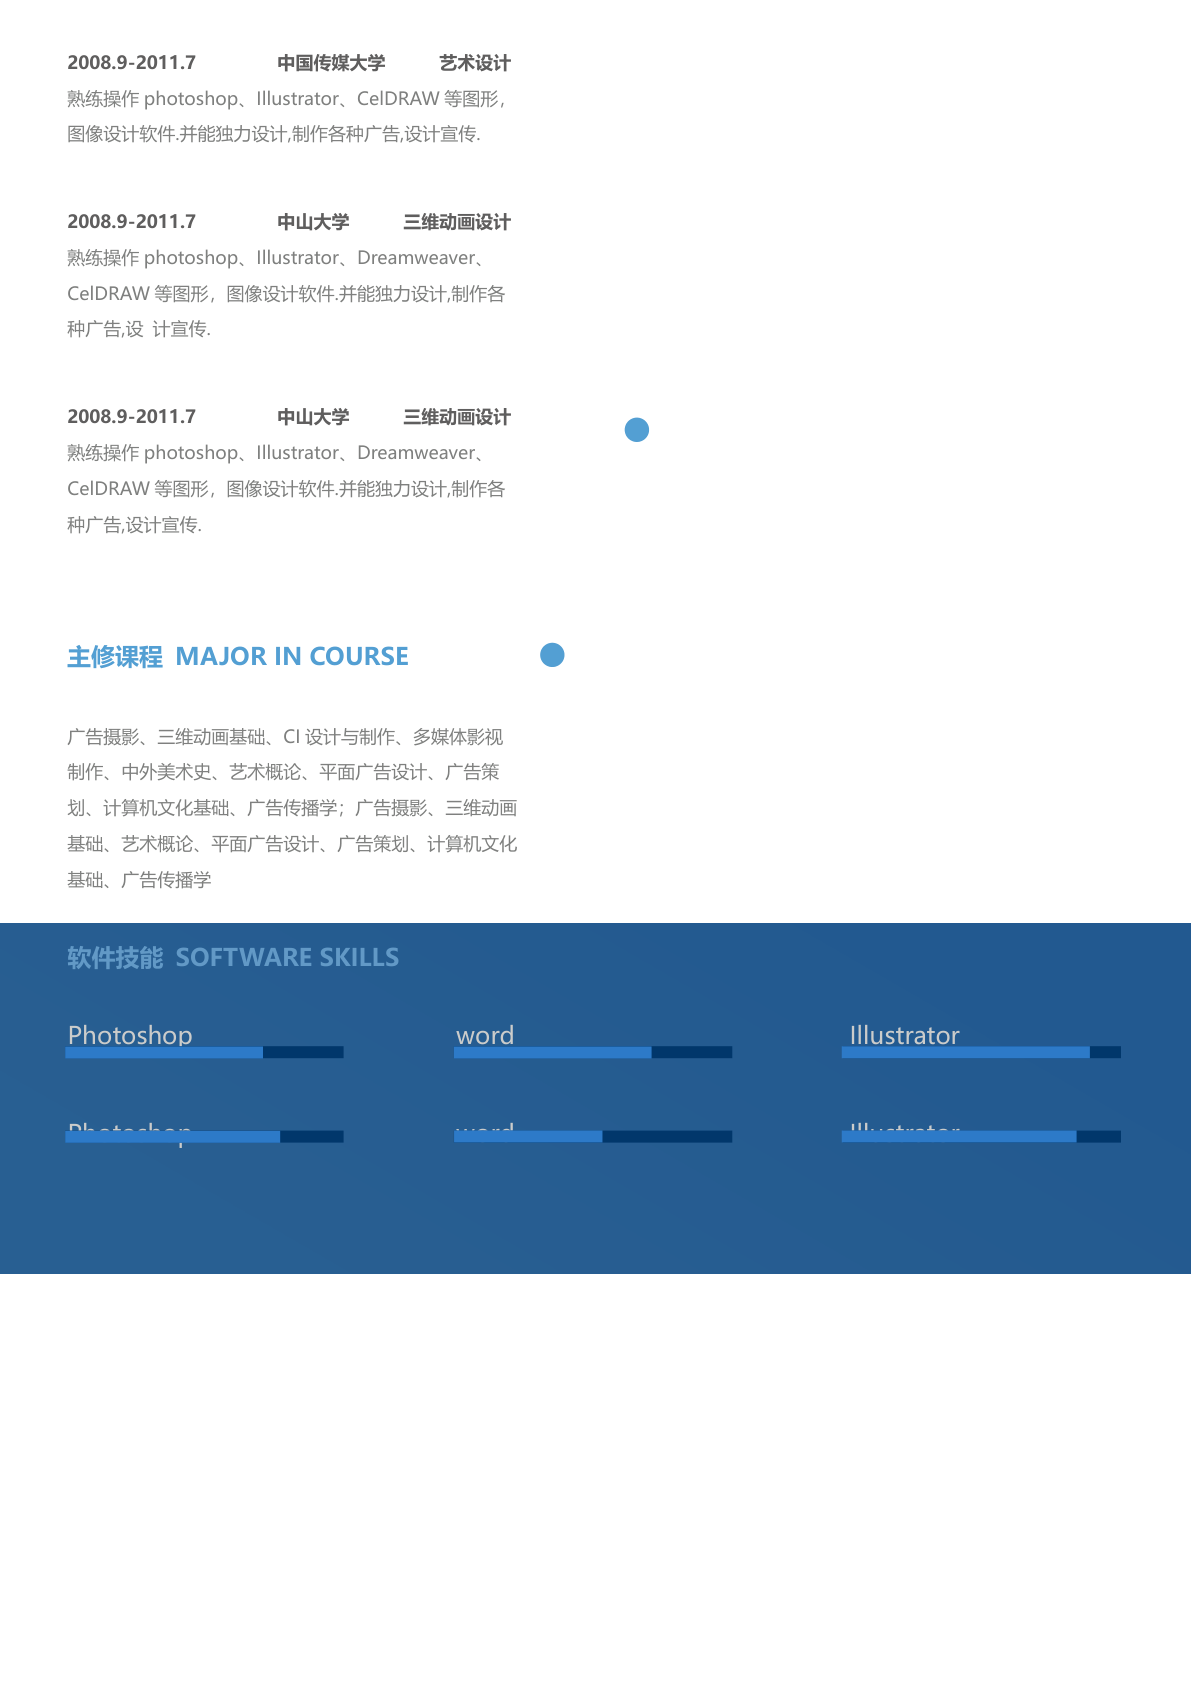 2008.9-2011.7 中国传媒大学 艺术设计
熟练操作 photoshop、Illustrator、CelDRAW 等图形，
图像设计软件.并能独力设计,制作各种广告,设计宣传.
2008.9-2011.7 中山大学 三维动画设计
熟练操作 photoshop、Illustrator、Dreamweaver、
CelDRAW 等图形，图像设计软件.并能独力设计,制作各
种广告,设 计宣传.
2008.9-2011.7 中山大学 三维动画设计
熟练操作 photoshop、Illustrator、Dreamweaver、
CelDRAW 等图形，图像设计软件.并能独力设计,制作各
种广告,设计宣传.
主修课程 MAJOR IN COURSE
广告摄影、三维动画基础、CI 设计与制作、多媒体影视
制作、中外美术史、艺术概论、平面广告设计、广告策
划、计算机文化基础、广告传播学；广告摄影、三维动画
基础、艺术概论、平面广告设计、广告策划、计算机文化
基础、广告传播学
软件技能 SOFTWARE SKILLS
Photoshop word Illustrator
Photoshop word Illustrator